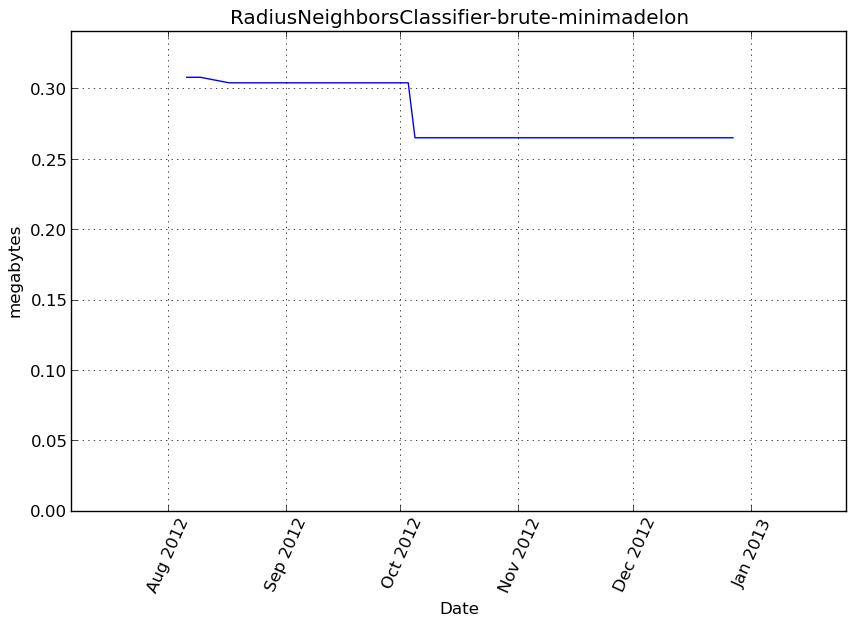 RadiusNeighborsClassifier-brute-minimadelon
megabytes
0.30
0.25
0.20
0.15
0.10
0.05
0.00
Aug 2012
Sep 2012
Oct 2012
Nov 2012
Dec 2012
Jan 2013
Date